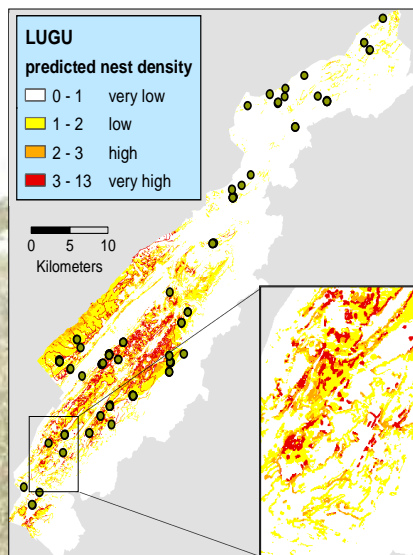 LUGU
predicted nest density
0 - 1 very low
1 - 2 low
2 - 3 high
3 - 13 very high
0 5 10
Kilometers